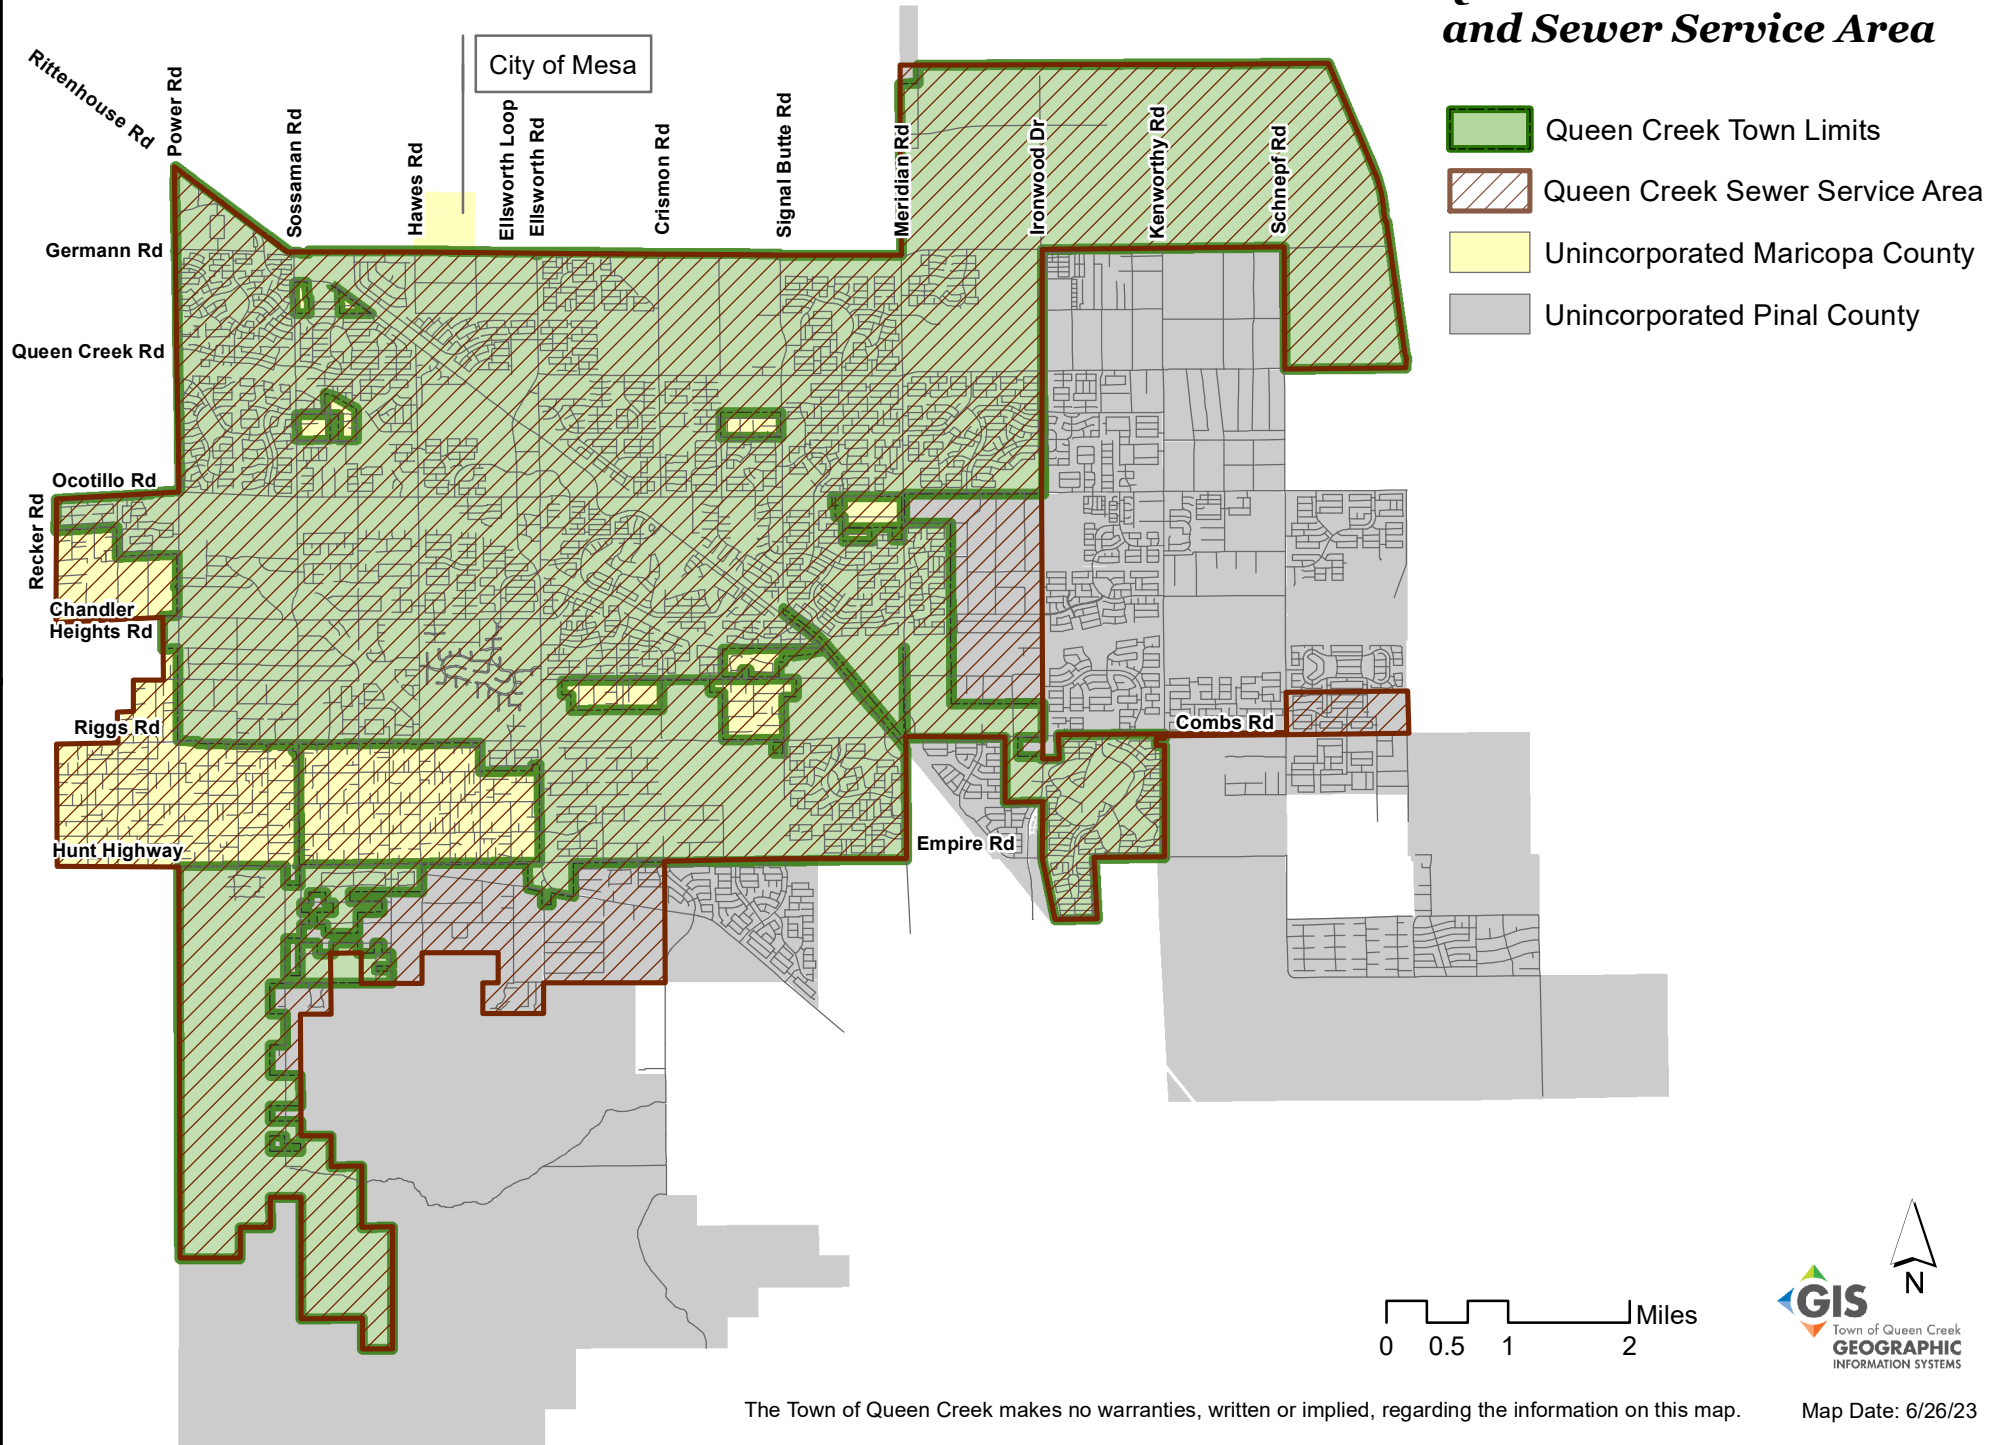 and Sewer Service Area
City of Mesa
Rittenhouse Rd
Power Rd
Sossaman Rd
Hawes Rd
Ellsworth Loop
Ellsworth Rd
Crismon Rd
Signal Butte Rd
Meridian Rd
Ironwood Dr
Kenworthy Rd
Schnepf Rd
Queen Creek Town Limits
Queen Creek Sewer Service Area
Unincorporated Maricopa County
Unincorporated Pinal County
Germann Rd
Queen Creek Rd
Ocotillo Rd
Recker Rd
Chandler
Heights Rd
Riggs Rd
Combs Rd
Hunt Highway
Empire Rd
N
Miles
0 0.5 1 2
GIS
Town of Queen Creek
GEOGRAPHIC
INFORMATION SYSTEMS
The Town of Queen Creek makes no warranties, written or implied, regarding the information on this map.
Map Date: 6/26/23